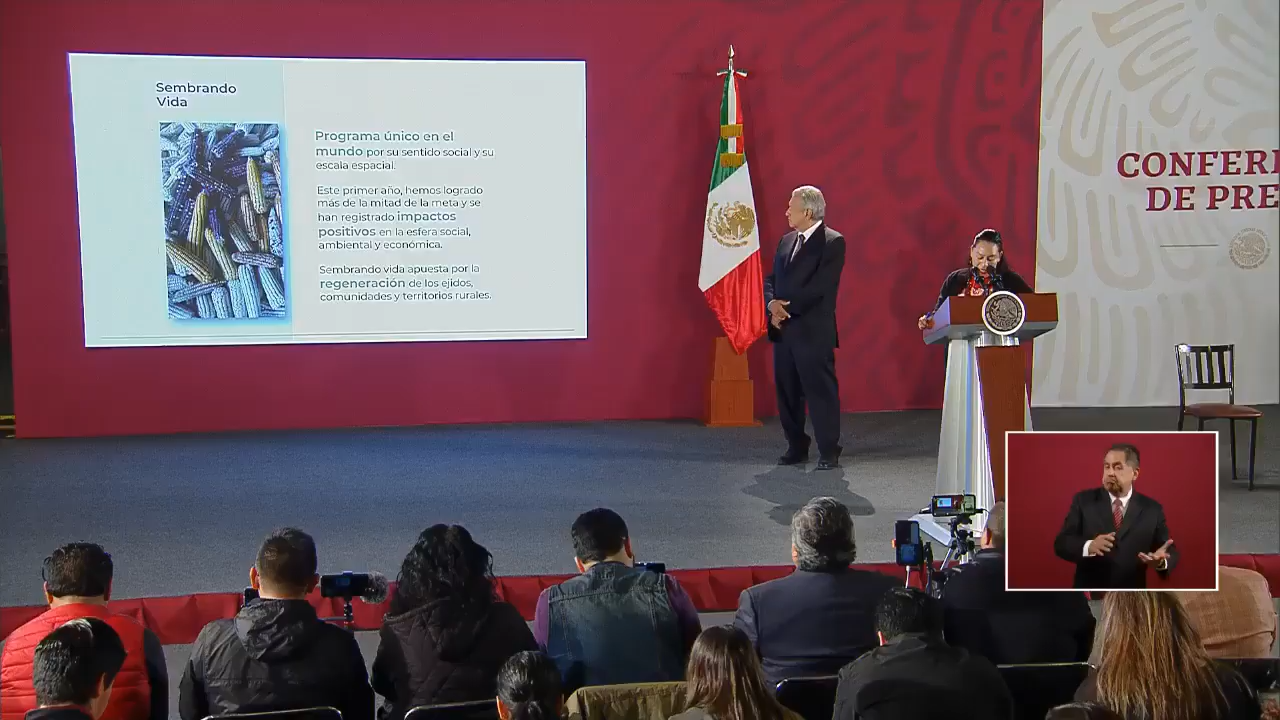 Sembrando
Vida
Programa único en el
mundo por su sentido social y su
escala espacial.
Este primer año, hemos logrado
más de la mitad de la meta y se
han registrado impactos
positivos en la esfera social,
ambiental y económica.
Sembrando vida apuesta por la
regeneración de los ejidos,
comunidades y territorios rurales.
CONFER
DE PRE